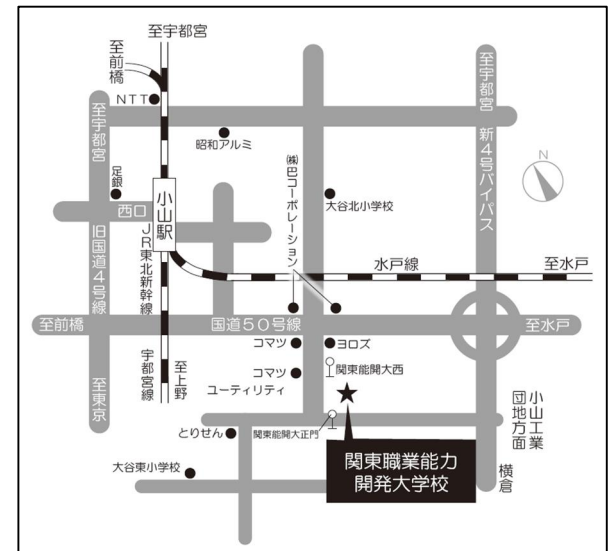 至宇都宮
至前橋
NTT
至宇都宮
至宇都宮
新4号バイパス
昭和アルミ
㈱巴コーポレーション
N
足銀
西口
小山駅
大谷北小学校
旧国道4号線
JR東北新幹線
水戸線
至水戸
至前橋
国道50号線
至水戸
コマツ
ヨロズ
宇都宮線
至上野
関東能開大西
コマツ
ユーティリティ
至東京
小山工業
団地方面
とりせん
関東能開大正門
大谷東小学校
関東職業能力
開発大学校
横倉